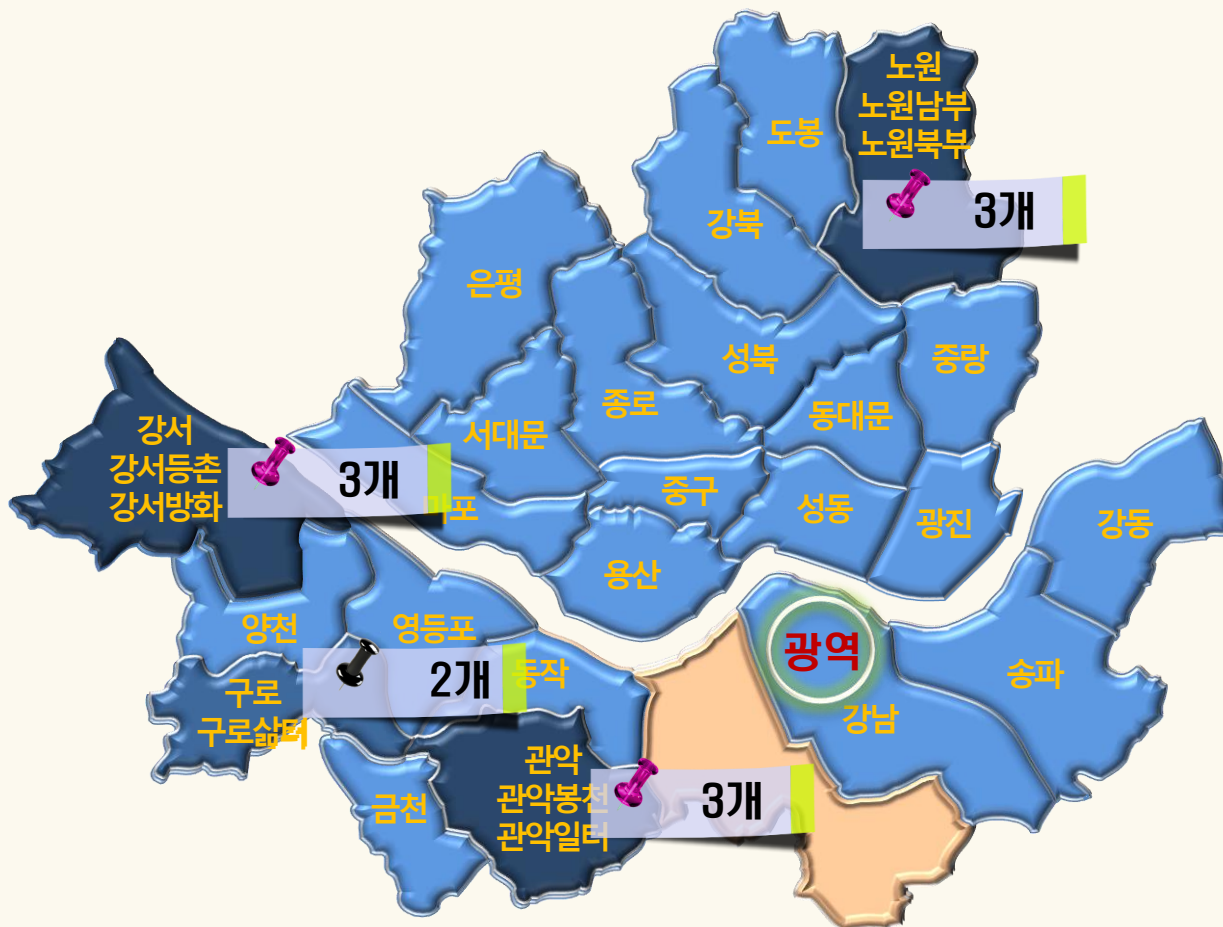 노원
노원남부
노원북부
3개
도봉
강북
은평
성북
중랑
종로
동대문
서대문
강서
강서등촌
강서방화
3개
마포
중구
성동
광진
강동
용산
양천
영등포
광역
동작
송파
구로
구로삶터
2개
강남
관악
관악봉천
관악일터
3개
금천